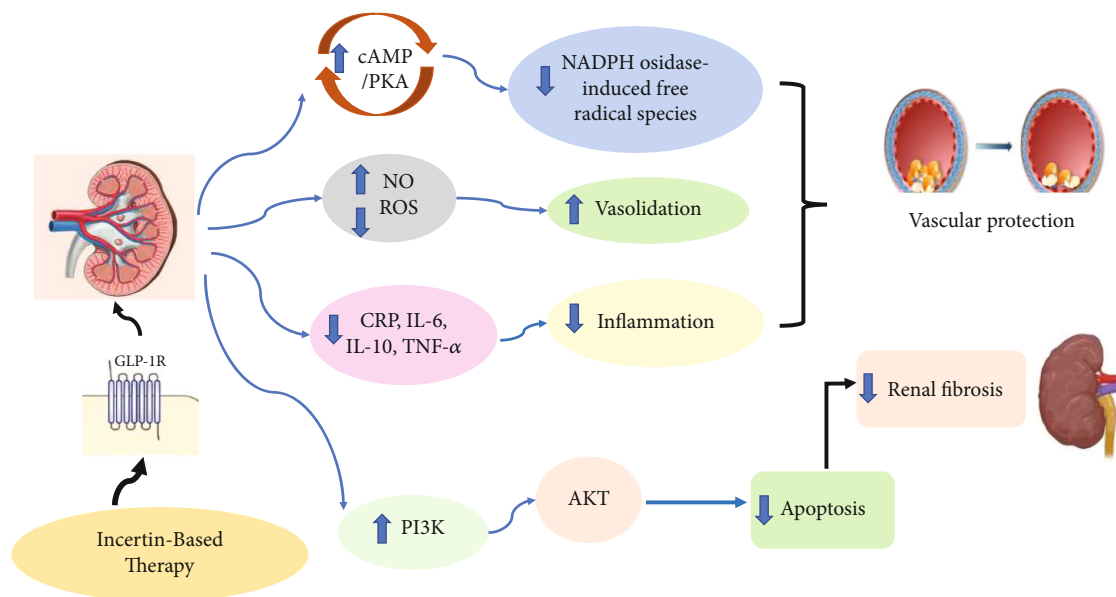 cAMP
/PKA
NADPH osidase-
induced free
radical species
NO
ROS
Vasolidation
Vascular protection
CRP, IL-6,
IL-10, TNF-α
Inflammation
GLP-1R
Renal fibrosis
Incertin-Based
Therapy
PI3K
AKT
Apoptosis